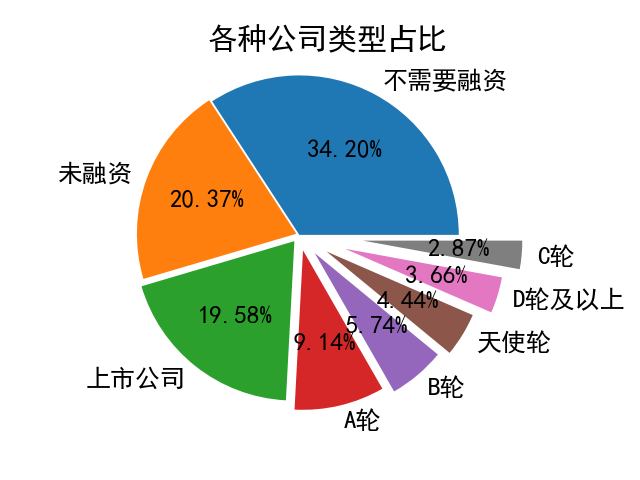 各种公司类型占比
不需要融资
34.20%
未融资
20.37%
19.58%
上市公司
9.14%
A轮
5.74%
B轮
4.44%
天使轮
3.66%
D轮及以上
2.87%
C轮